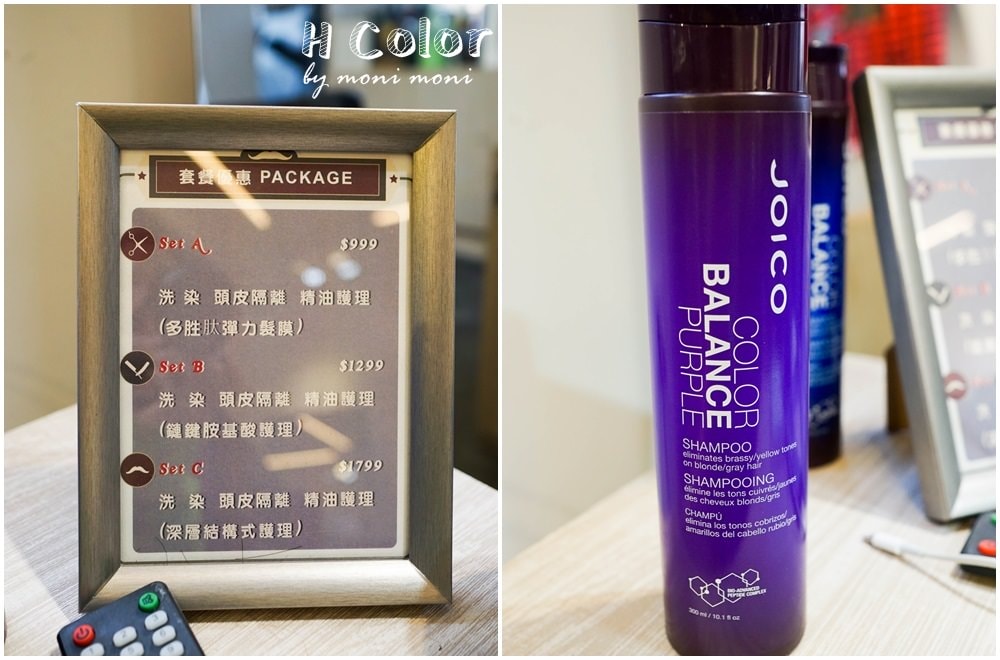 H Color
by moni moni
套餐優惠 PACKAGE
Set A $999
洗 染 頭皮隔離 精油護理
(多胜肽彈力髮膜)
Set B $1299
洗 染 頭皮隔離 精油護理
(鏈鍵胺基酸護理)
Set C $1799
洗 染 頭皮隔離 精油護理
(深層結構式護理)
JOICO
COLOR
BALANCE
PURPLE
SHAMPOO
eliminates brassy/yellow tones
on blonde/gray hair
SHAMPOOING
élimine les tons cuivrés/jaunes
des cheveux blonds/gris
CHAMPÚ
elimina los tonos cobrizos/
amarillos del cabello rubio/gris
BIO-ADVANCED
PEPTIDE COMPLEX
300 ml / 10.1 fl oz
COLOR
BALANCE